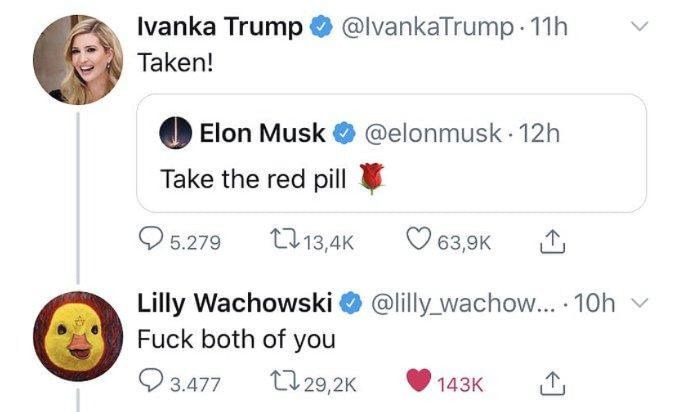 Ivanka Trump @IvankaTrump · 11h
Taken!
Elon Musk @elonmusk · 12h
Take the red pill 🌹
5.279 13,4K 63,9K
Lilly Wachowski @lilly_wachow... · 10h
Fuck both of you
3.477 29,2K 143K